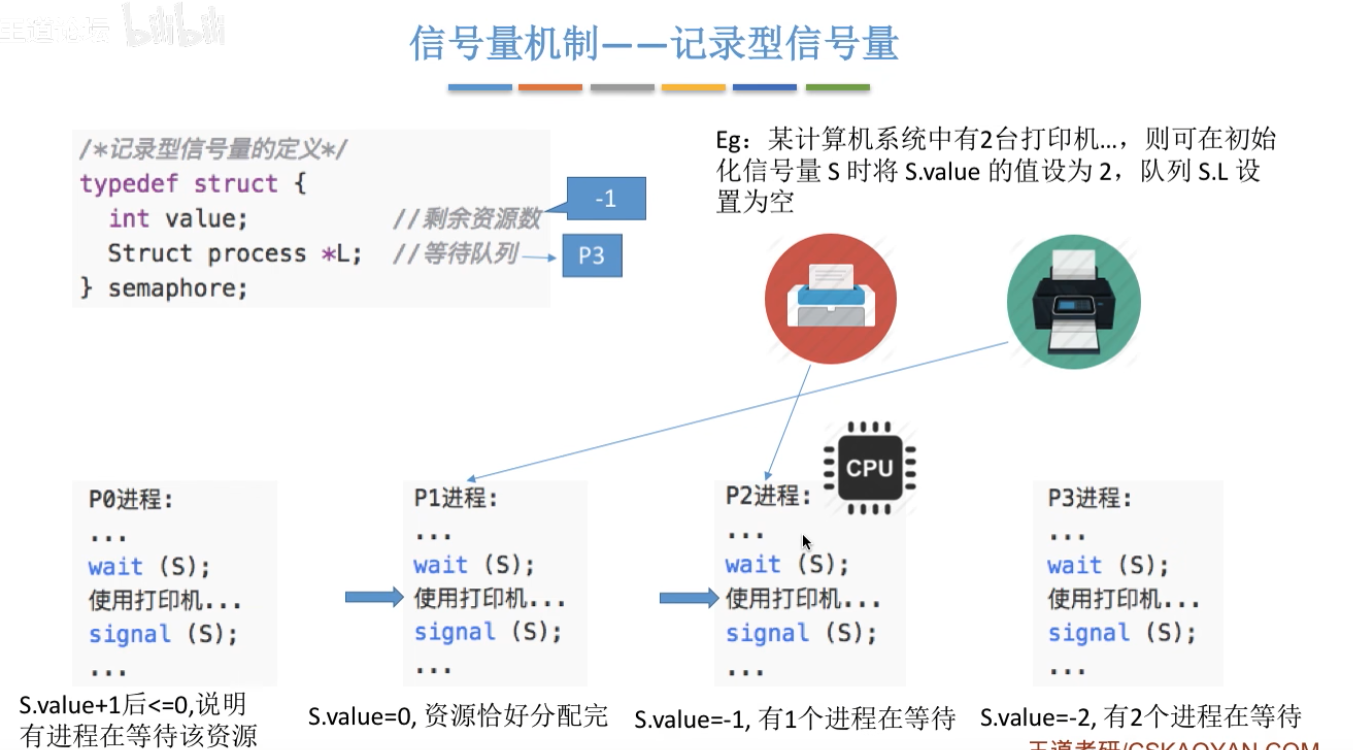 王道论坛 bilibili
信号量机制——记录型信号量
/*记录型信号量的定义*/
typedef struct {
int value; //剩余资源数
Struct process *L; //等待队列
} semaphore;
-1
P3
Eg：某计算机系统中有2台打印机...，则可在初始
化信号量 S 时将 S.value 的值设为 2，队列 S.L 设
置为空
CPU
P0进程:
...
wait (S);
使用打印机...
signal (S);
...
S.value+1后<=0,说明
有进程在等待该资源
P1进程:
...
wait (S);
使用打印机...
signal (S);
...
S.value=0, 资源恰好分配完
P2进程:
...
wait (S);
使用打印机...
signal (S);
...
S.value=-1, 有1个进程在等待
P3进程:
...
wait (S);
使用打印机...
signal (S);
...
S.value=-2, 有2个进程在等待
王道考研/CSKAOYAN.COM